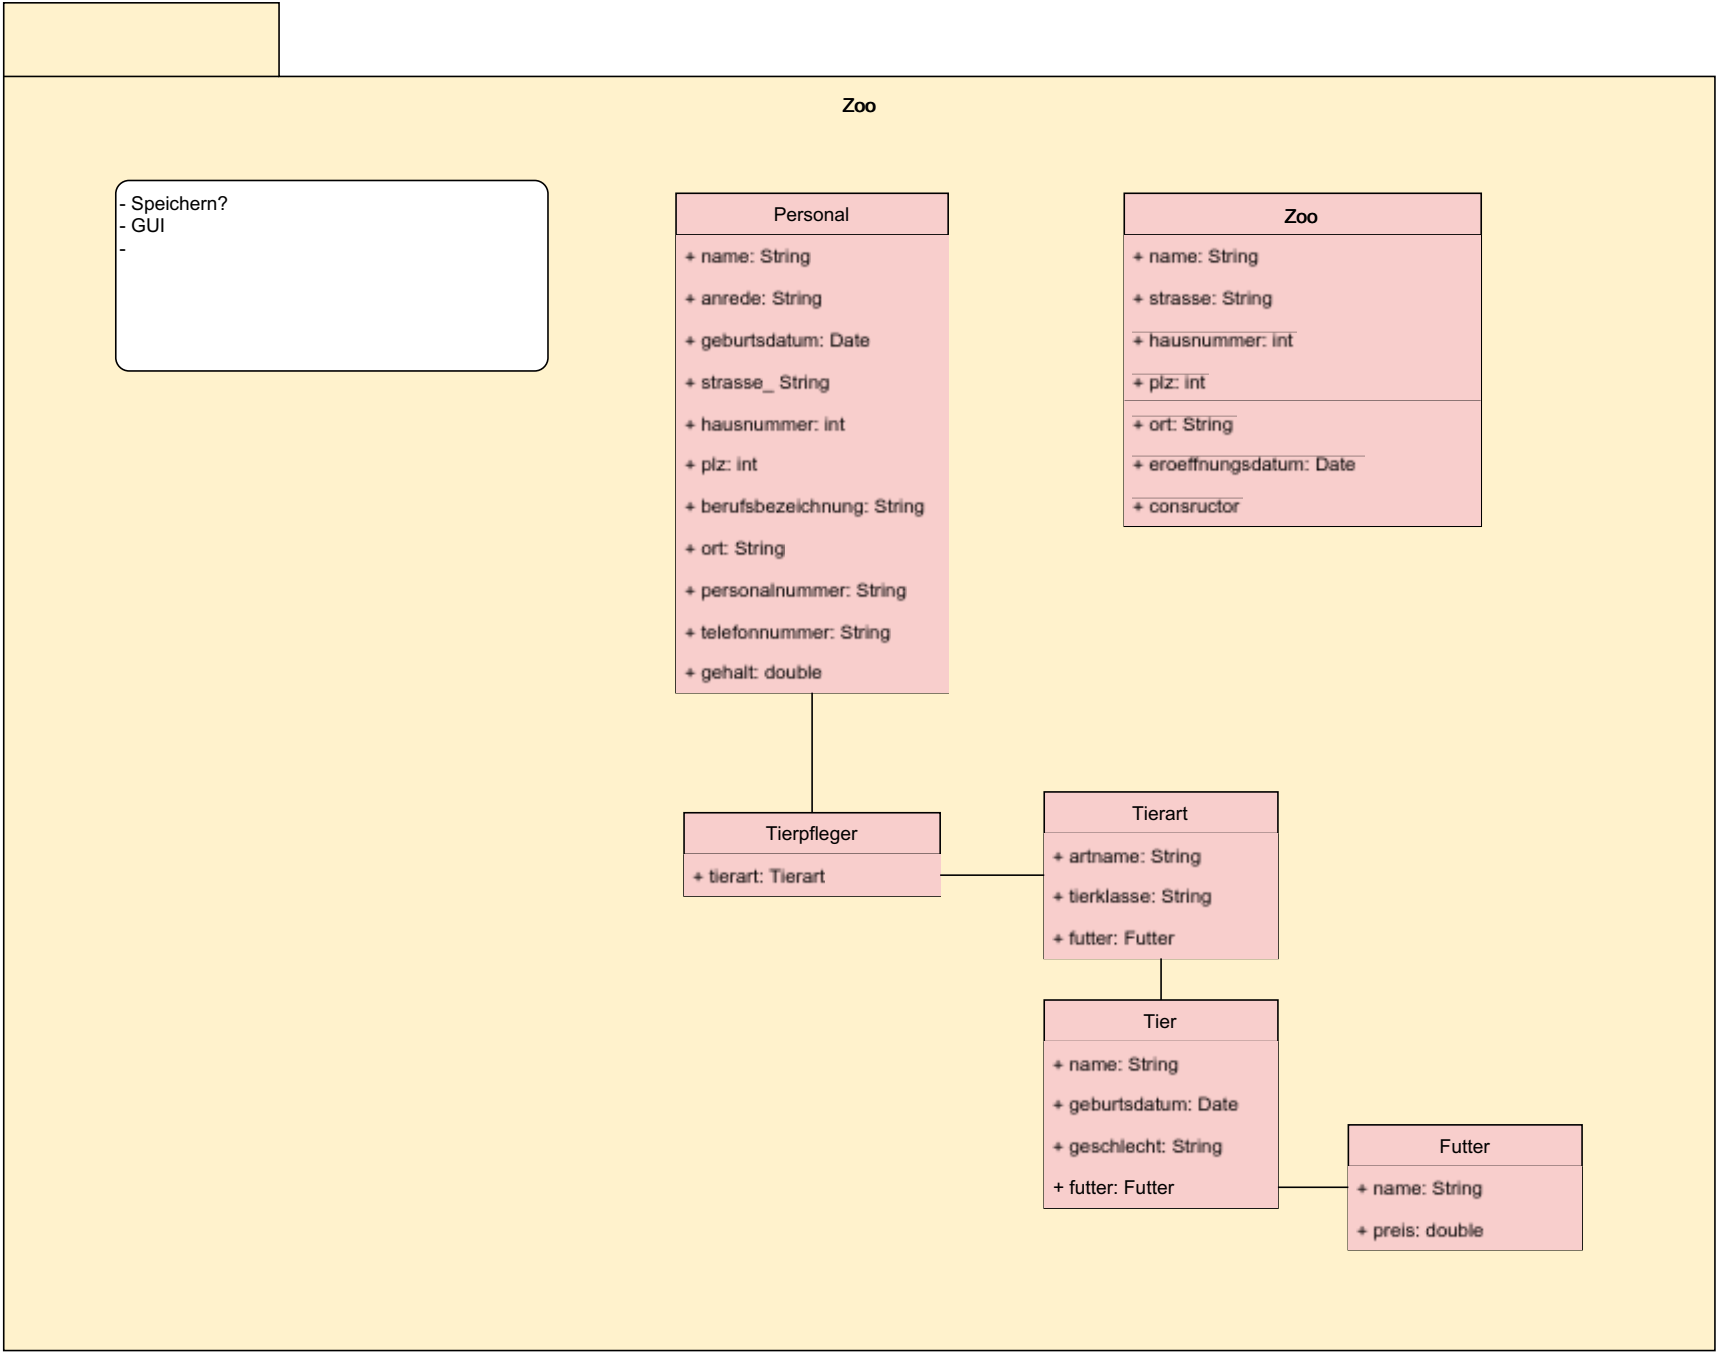 Zoo
- Speichern?
- GUI
-
Personal
+ name: String
+ anrede: String
+ geburtsdatum: Date
+ strasse_ String
+ hausnummer: int
+ plz: int
+ berufsbezeichnung: String
+ ort: String
+ personalnummer: String
+ telefonnummer: String
+ gehalt: double
Zoo
+ name: String
+ strasse: String
+ hausnummer: int
+ plz: int
+ ort: String
+ eroeffnungsdatum: Date
+ consructor
Tierpfleger
+ tierart: Tierart
Tierart
+ artname: String
+ tierklasse: String
+ futter: Futter
Tier
+ name: String
+ geburtsdatum: Date
+ geschlecht: String
+ futter: Futter
Futter
+ name: String
+ preis: double